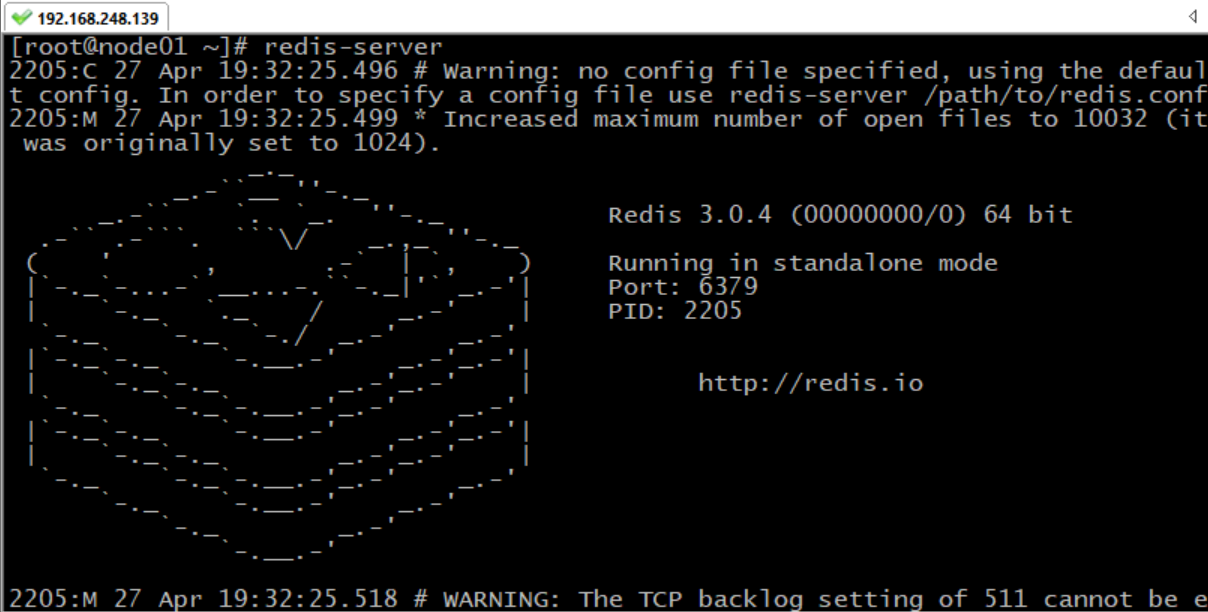 192.168.248.139
[root@node01 ~]# redis-server
2205:C 27 Apr 19:32:25.496 # Warning: no config file specified, using the defaul
t config. In order to specify a config file use redis-server /path/to/redis.conf
2205:M 27 Apr 19:32:25.499 * Increased maximum number of open files to 10032 (it
was originally set to 1024).
Redis 3.0.4 (00000000/0) 64 bit
Running in standalone mode
Port: 6379
PID: 2205
http://redis.io
2205:M 27 Apr 19:32:25.518 # WARNING: The TCP backlog setting of 511 cannot be e